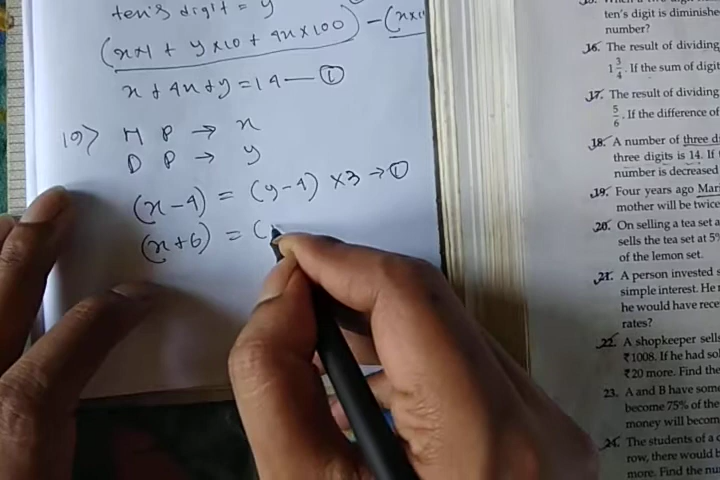 ten's digit = y
(x×1 + y×10 + 4x×100) - (x×1
x + 4x + y = 14 — ①
19> M P → x
D P → y
(x-4) = (y-4) ×3 → ①
(x+6) = (
ten's digit is diminishe
number?
16. The result of dividing
1 3/4. If the sum of digit
17. The result of dividing
5/6. If the difference of
18. A number of three di
three digits is 14. If
number is decreased
19. Four years ago Mar
mother will be twice
20. On selling a tea set a
sells the tea set at 5%
of the lemon set.
21. A person invested s
simple interest. He r
he would have rece
rates?
22. A shopkeeper sells
₹1008. If he had sol
₹20 more. Find the
23. A and B have som
become 75% of the
money will becom
24. The students of a c
row, there would b
more. Find the nu